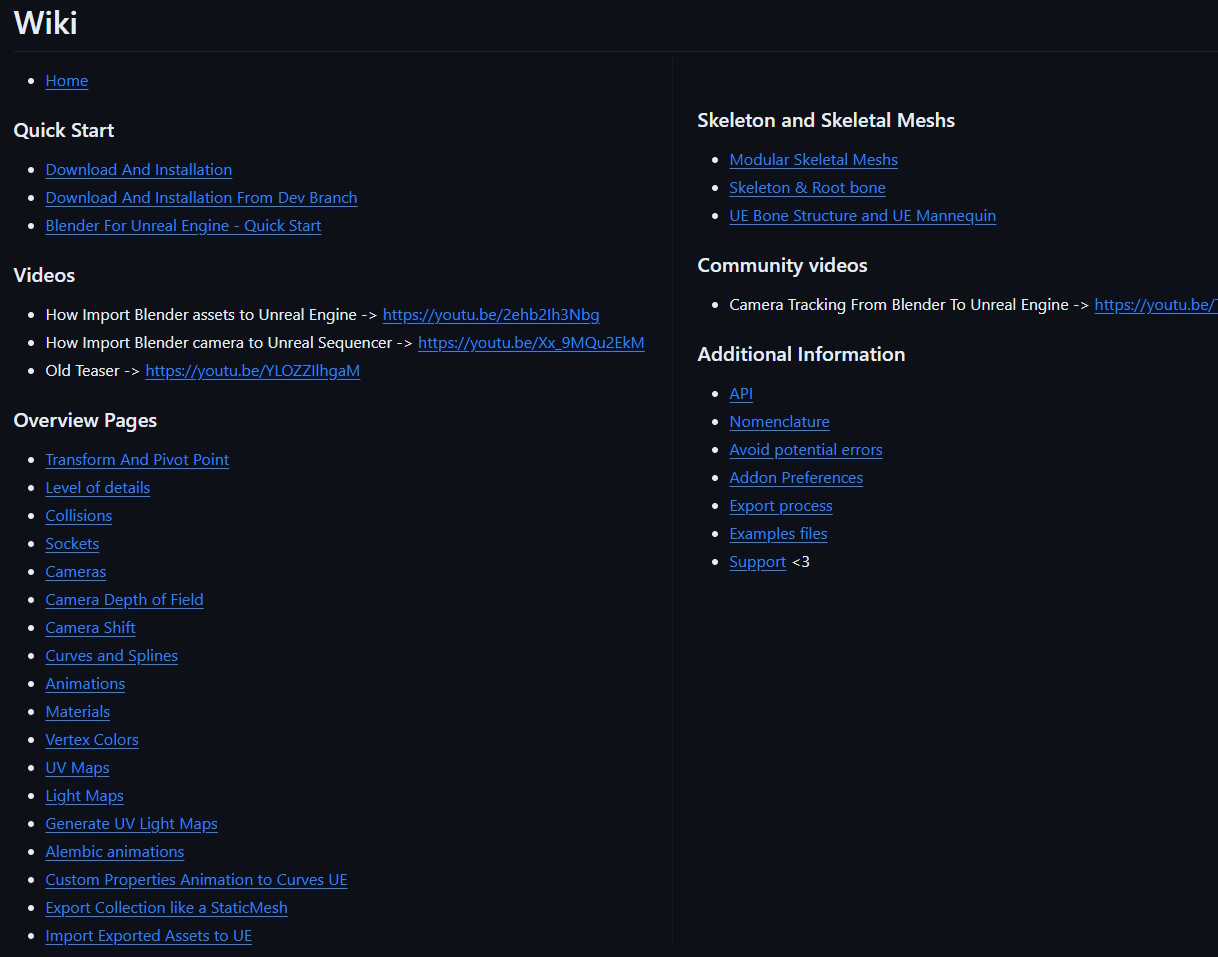 Wiki
Home
Quick Start
Download And Installation
Download And Installation From Dev Branch
Blender For Unreal Engine - Quick Start
Videos
How Import Blender assets to Unreal Engine -> https://youtu.be/2ehb2Ih3Nbg
How Import Blender camera to Unreal Sequencer -> https://youtu.be/Xx_9MQu2EkM
Old Teaser -> https://youtu.be/YLOZZIlhgaM
Overview Pages
Transform And Pivot Point
Level of details
Collisions
Sockets
Cameras
Camera Depth of Field
Camera Shift
Curves and Splines
Animations
Materials
Vertex Colors
UV Maps
Light Maps
Generate UV Light Maps
Alembic animations
Custom Properties Animation to Curves UE
Export Collection like a StaticMesh
Import Exported Assets to UE
Skeleton and Skeletal Meshs
Modular Skeletal Meshs
Skeleton & Root bone
UE Bone Structure and UE Mannequin
Community videos
Camera Tracking From Blender To Unreal Engine -> https://youtu.be/
Additional Information
API
Nomenclature
Avoid potential errors
Addon Preferences
Export process
Examples files
Support <3